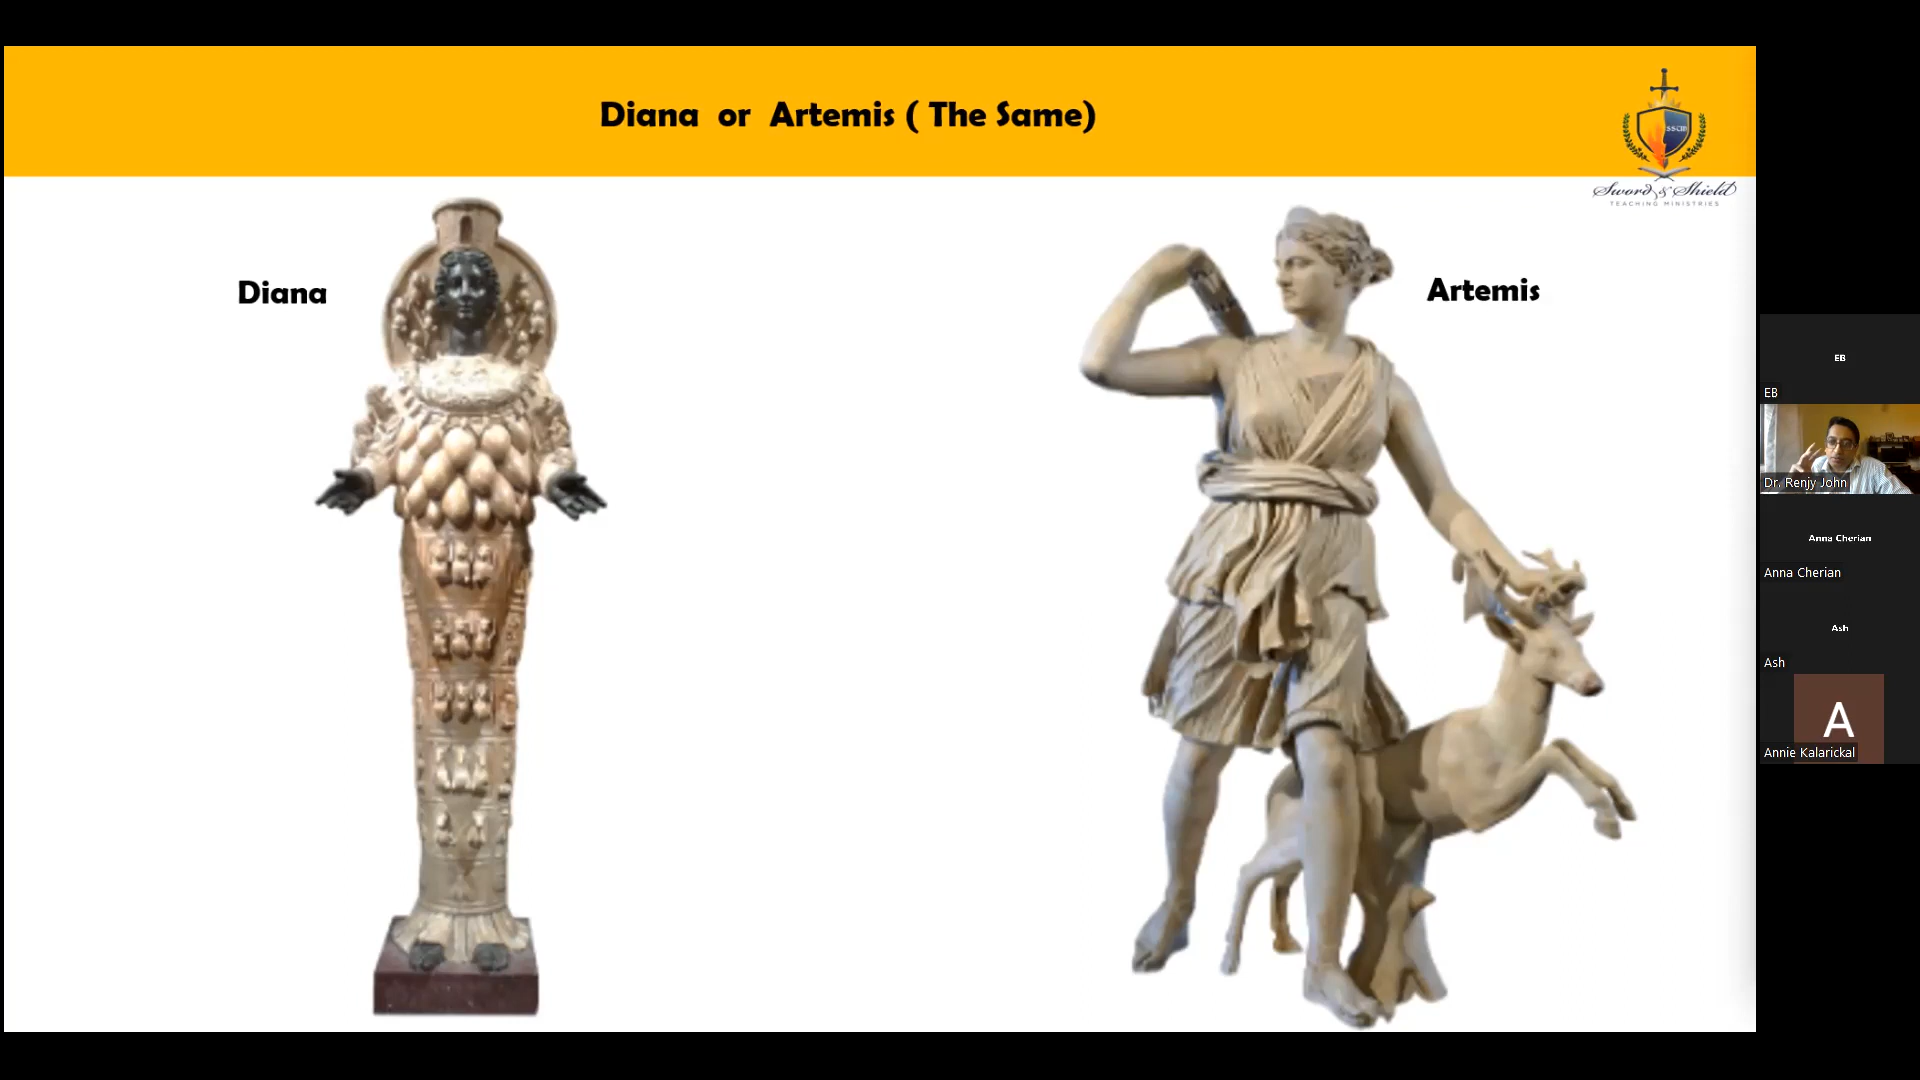 Diana or Artemis ( The Same)
SSTM
Sword & Shield
TEACHING MINISTRIES
Diana
Artemis
EB
EB
Dr. Renjy John
Anna Cherian
Anna Cherian
Ash
Ash
A
Annie Kalarickal